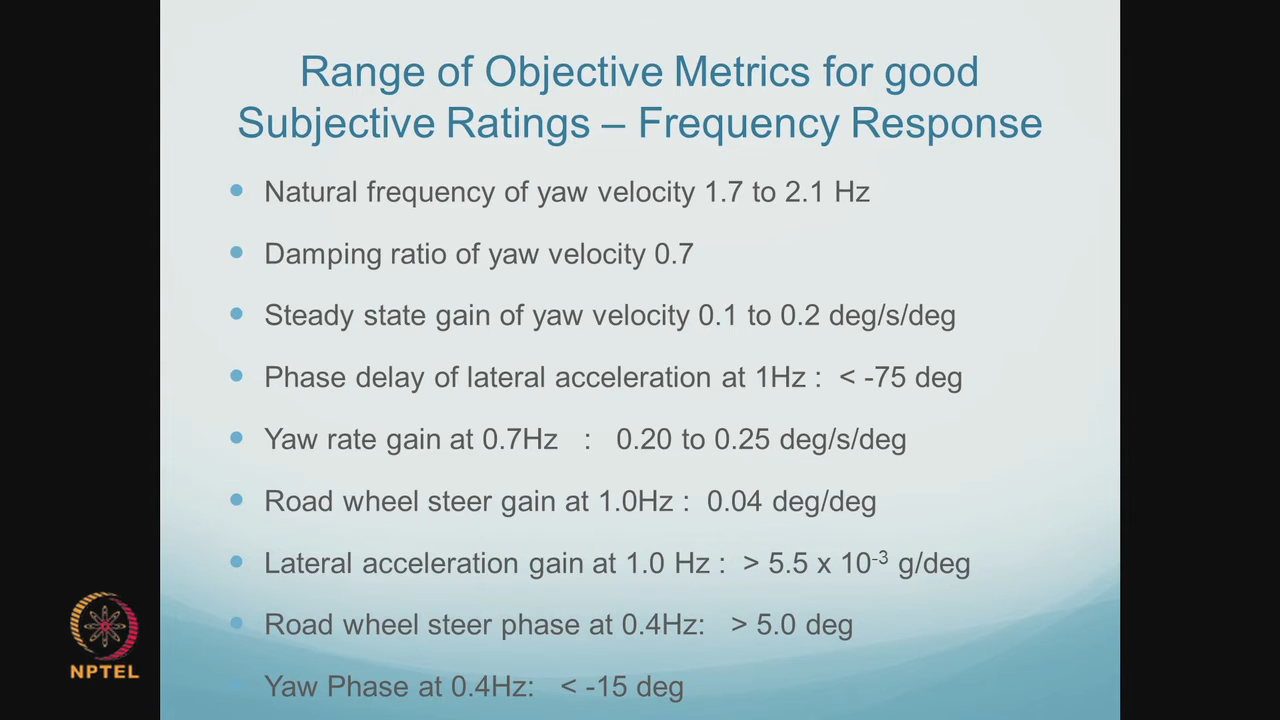 Range of Objective Metrics for good
Subjective Ratings – Frequency Response
• Natural frequency of yaw velocity 1.7 to 2.1 Hz
• Damping ratio of yaw velocity 0.7
• Steady state gain of yaw velocity 0.1 to 0.2 deg/s/deg
• Phase delay of lateral acceleration at 1Hz : < -75 deg
• Yaw rate gain at 0.7Hz : 0.20 to 0.25 deg/s/deg
• Road wheel steer gain at 1.0Hz : 0.04 deg/deg
• Lateral acceleration gain at 1.0 Hz : > 5.5 x 10⁻³ g/deg
• Road wheel steer phase at 0.4Hz: > 5.0 deg
• Yaw Phase at 0.4Hz: < -15 deg
NPTEL